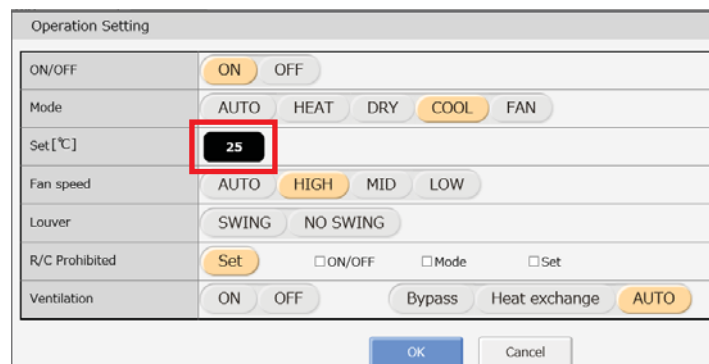 Operation Setting
ON/OFF ON OFF
Mode AUTO HEAT DRY COOL FAN
Set[℃] 25
Fan speed AUTO HIGH MID LOW
Louver SWING NO SWING
R/C Prohibited Set □ON/OFF □Mode □Set
Ventilation ON OFF Bypass Heat exchange AUTO
OK Cancel